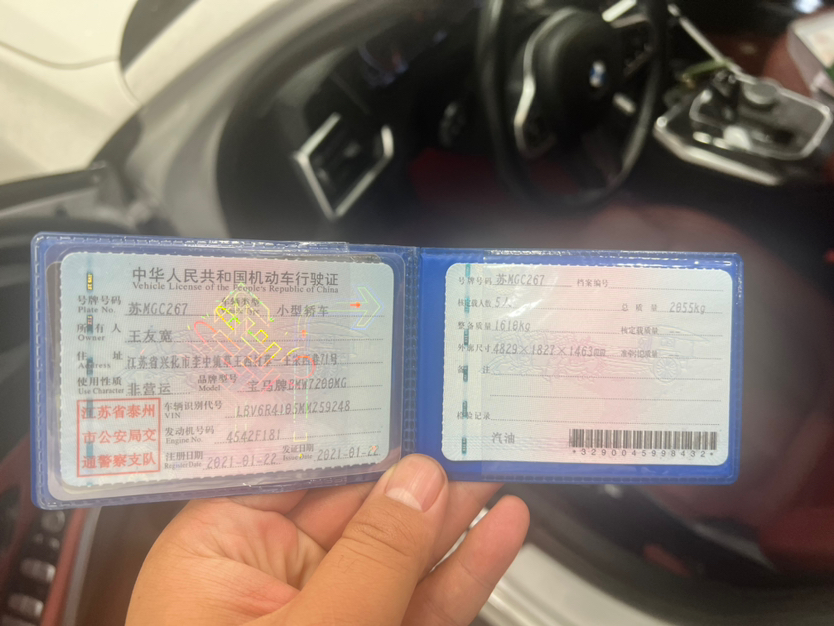 中华人民共和国机动车行驶证
Vehicle License of the People's Republic of China
号牌号码 苏MGC267 车辆类型 小型轿车
Plate No.
所有人 王友宽
Owner
住址 江苏省兴化市李中镇
Address
使用性质 非营运 品牌型号 宝马牌BMW7200MG
Use Character Model
江苏省泰州
市公安局交
通警察支队
车辆识别代号
VIN
发动机号码 4542F181
Engine No.
注册日期 2021-01-22 发证日期 2021-01-22
Register Date Issue Date
号牌号码 苏MGC267 档案编号
核定载人数 5人 总质量 2055kg
整备质量 1610kg 核定载质量
外廓尺寸 4829×1827×1463mm 准牵引总质量
备注
检验记录
汽油
*3290045998432*